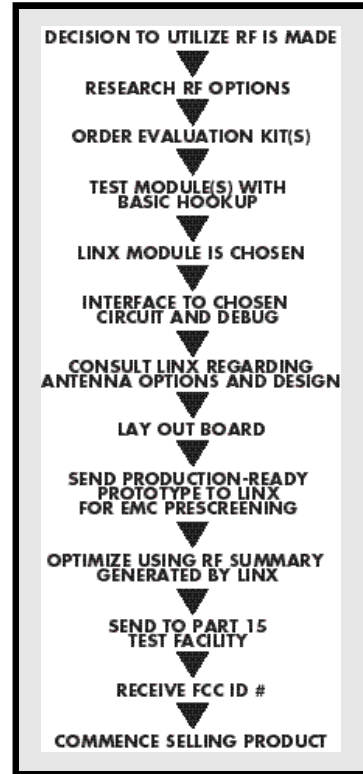 DECISION TO UTILIZE RF IS MADE
RESEARCH RF OPTIONS
ORDER EVALUATION KIT(S)
TEST MODULE(S) WITH
BASIC HOOKUP
LINX MODULE IS CHOSEN
INTERFACE TO CHOSEN
CIRCUIT AND DEBUG
CONSULT LINX REGARDING
ANTENNA OPTIONS AND DESIGN
LAY OUT BOARD
SEND PRODUCTION-READY
PROTOTYPE TO LINX
FOR EMC PRESCREENING
OPTIMIZE USING RF SUMMARY
GENERATED BY LINX
SEND TO PART 15
TEST FACILITY
RECEIVE FCC ID #
COMMENCE SELLING PRODUCT